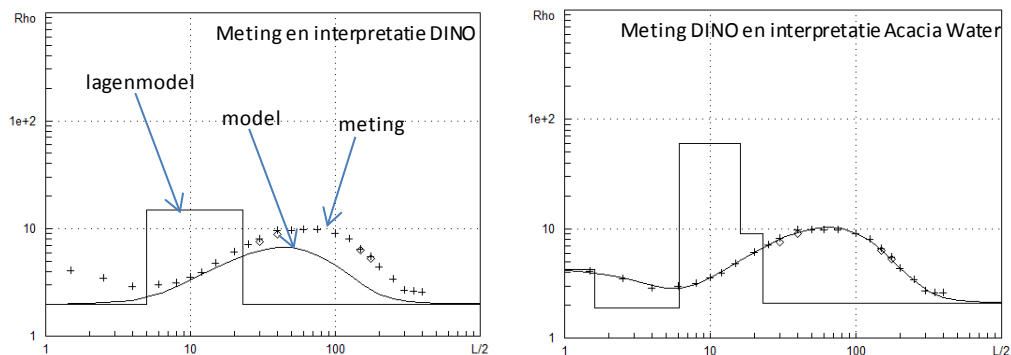 Rho
Meting en interpretatie DINO
lagenmodel
model
meting
1e+2
10
1
1
10
100
L/2
Rho
Meting DINO en interpretatie Acacia Water
1e+2
10
1
1
10
100
L/2